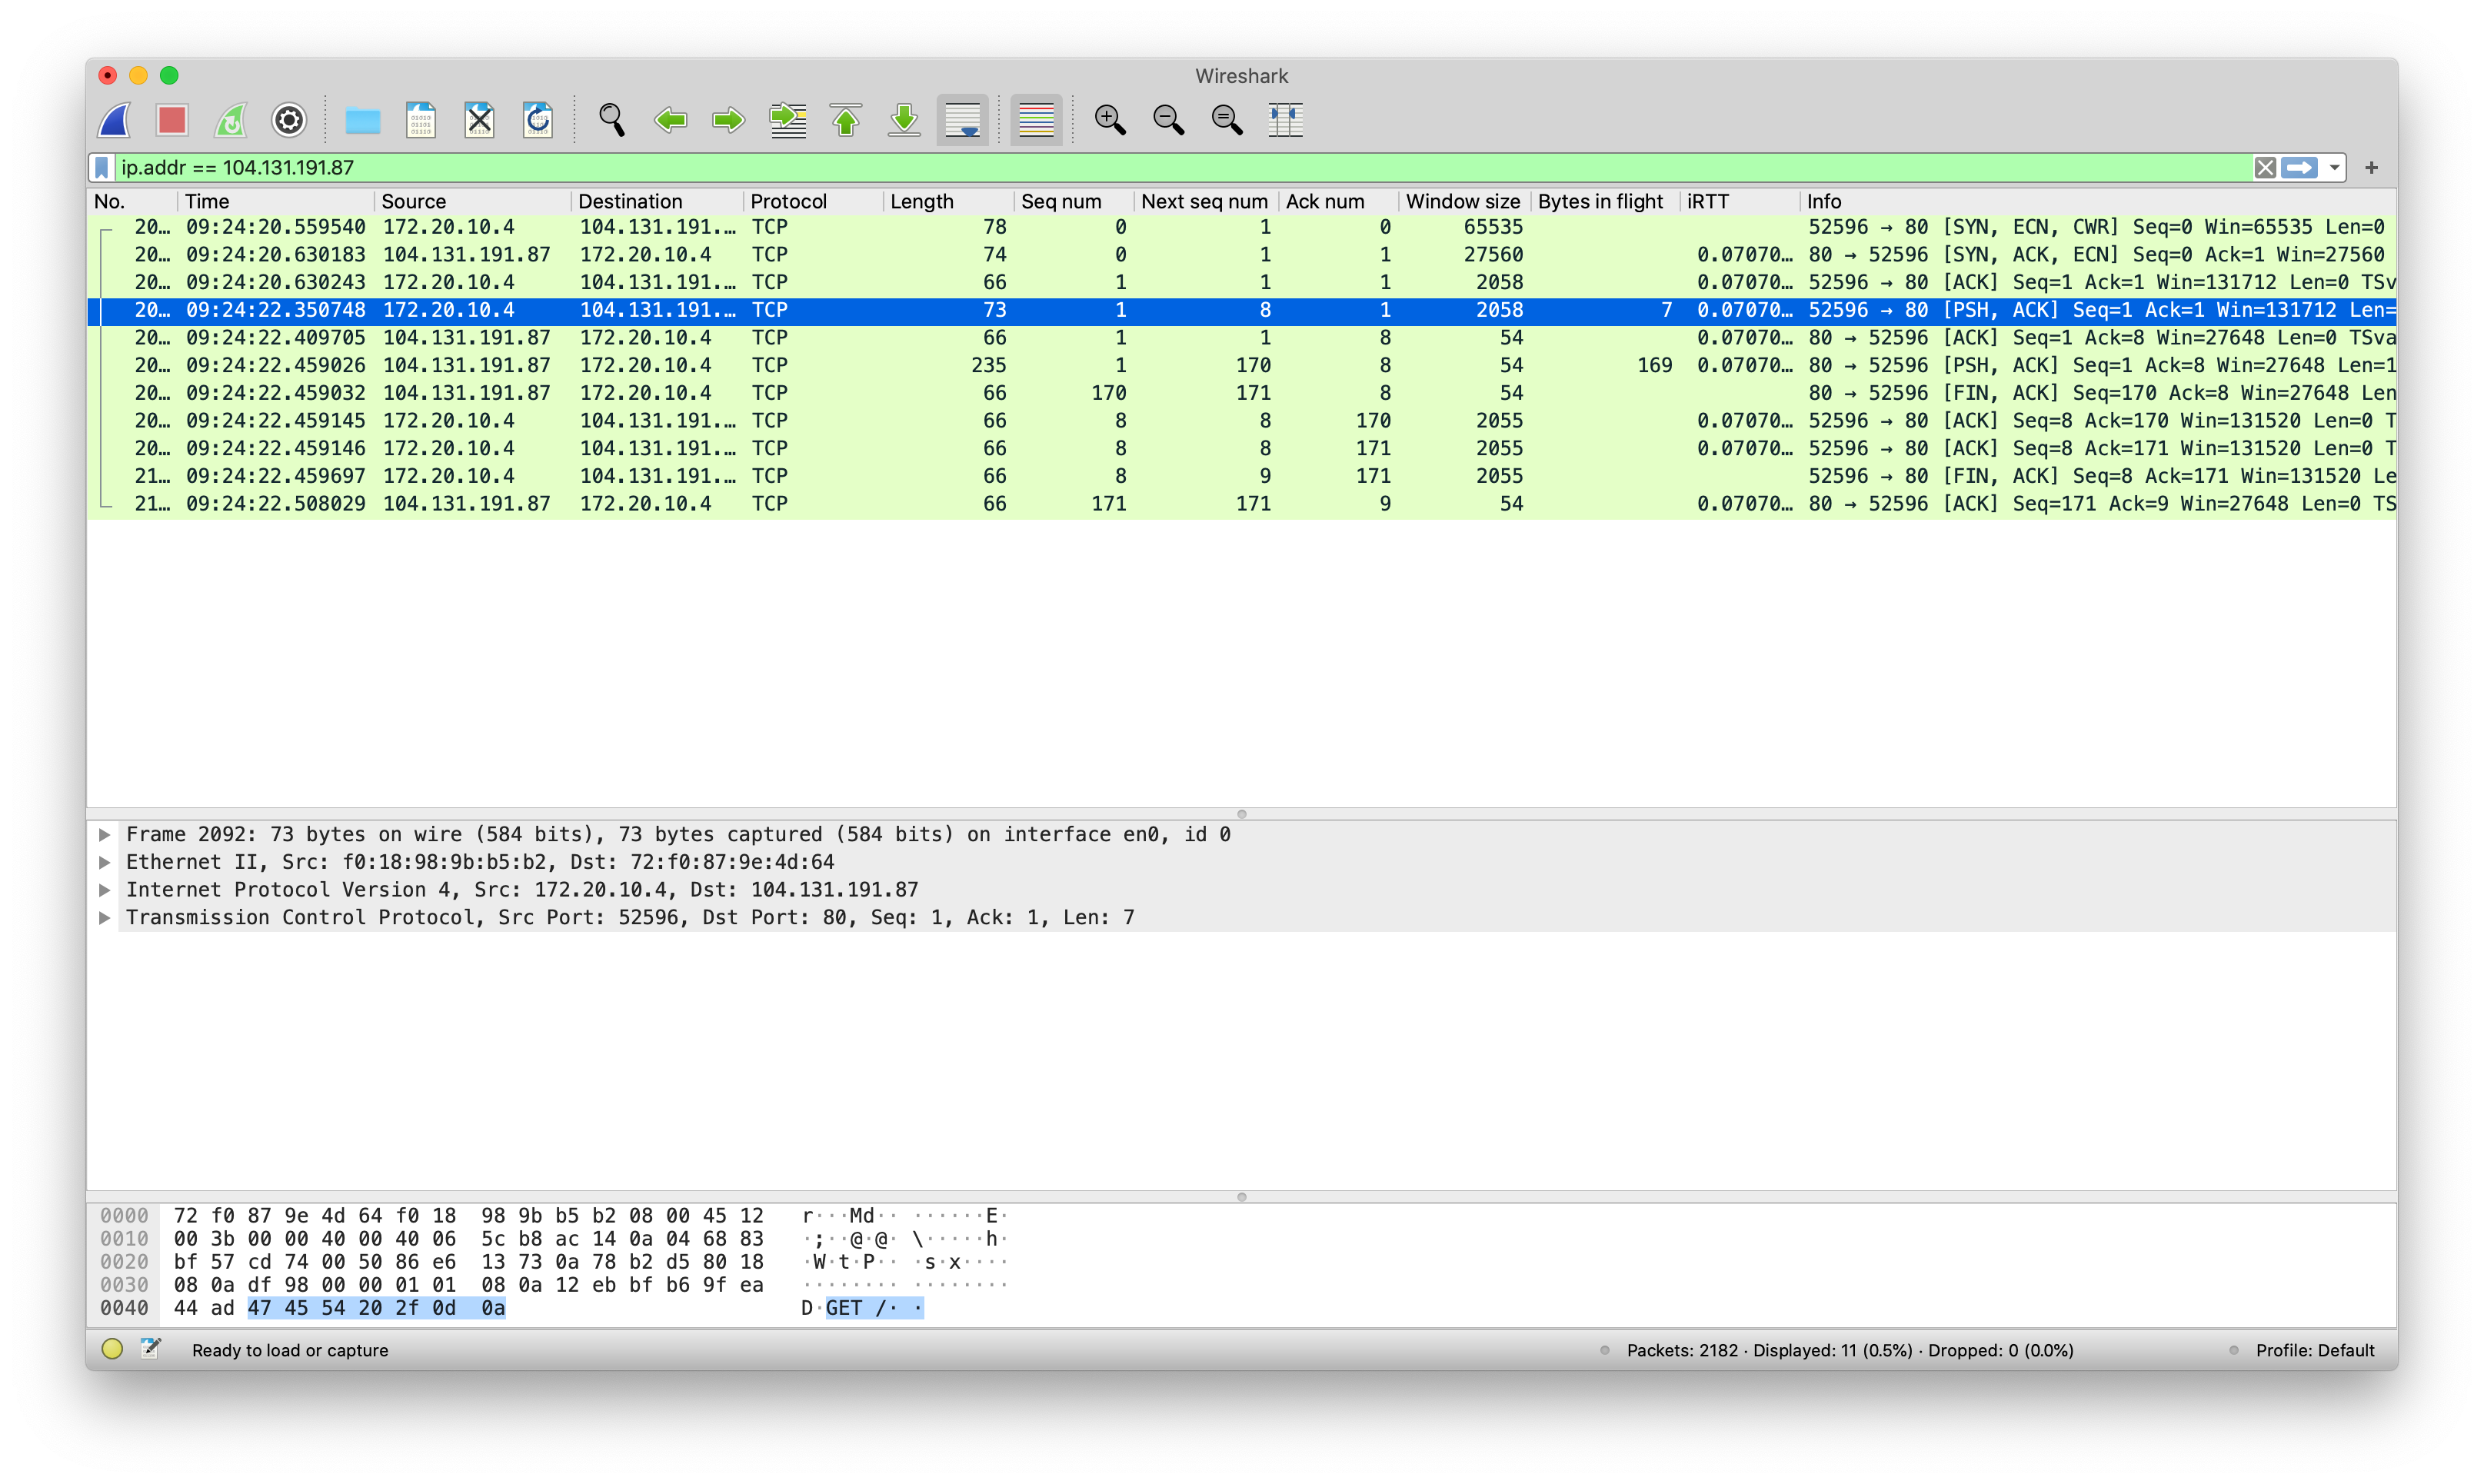 Wireshark
ip.addr == 104.131.191.87
No. Time Source Destination Protocol Length Seq num Next seq num Ack num Window size Bytes in flight iRTT Info
20… 09:24:20.559540 172.20.10.4 104.131.191.… TCP 78 0 1 0 65535 52596 → 80 [SYN, ECN, CWR] Seq=0 Win=65535 Len=0
20… 09:24:20.630183 104.131.191.87 172.20.10.4 TCP 74 0 1 1 27560 0.07070… 80 → 52596 [SYN, ACK, ECN] Seq=0 Ack=1 Win=27560
20… 09:24:20.630243 172.20.10.4 104.131.191.… TCP 66 1 1 1 2058 0.07070… 52596 → 80 [ACK] Seq=1 Ack=1 Win=131712 Len=0 TSv
20… 09:24:22.350748 172.20.10.4 104.131.191.… TCP 73 1 8 1 2058 7 0.07070… 52596 → 80 [PSH, ACK] Seq=1 Ack=1 Win=131712 Len=
20… 09:24:22.409705 104.131.191.87 172.20.10.4 TCP 66 1 1 8 54 0.07070… 80 → 52596 [ACK] Seq=1 Ack=8 Win=27648 Len=0 TSva
20… 09:24:22.459026 104.131.191.87 172.20.10.4 TCP 235 1 170 8 54 169 0.07070… 80 → 52596 [PSH, ACK] Seq=1 Ack=8 Win=27648 Len=1
20… 09:24:22.459032 104.131.191.87 172.20.10.4 TCP 66 170 171 8 54 80 → 52596 [FIN, ACK] Seq=170 Ack=8 Win=27648 Len
20… 09:24:22.459145 172.20.10.4 104.131.191.… TCP 66 8 8 170 2055 0.07070… 52596 → 80 [ACK] Seq=8 Ack=170 Win=131520 Len=0 T
20… 09:24:22.459146 172.20.10.4 104.131.191.… TCP 66 8 8 171 2055 0.07070… 52596 → 80 [ACK] Seq=8 Ack=171 Win=131520 Len=0 T
21… 09:24:22.459697 172.20.10.4 104.131.191.… TCP 66 8 9 171 2055 52596 → 80 [FIN, ACK] Seq=8 Ack=171 Win=131520 Le
21… 09:24:22.508029 104.131.191.87 172.20.10.4 TCP 66 171 171 9 54 0.07070… 80 → 52596 [ACK] Seq=171 Ack=9 Win=27648 Len=0 TS
Frame 2092: 73 bytes on wire (584 bits), 73 bytes captured (584 bits) on interface en0, id 0
Ethernet II, Src: f0:18:98:9b:b5:b2, Dst: 72:f0:87:9e:4d:64
Internet Protocol Version 4, Src: 172.20.10.4, Dst: 104.131.191.87
Transmission Control Protocol, Src Port: 52596, Dst Port: 80, Seq: 1, Ack: 1, Len: 7
0000 72 f0 87 9e 4d 64 f0 18 98 9b b5 b2 08 00 45 12 r···Md·· ······E·
0010 00 3b 00 00 40 00 40 06 5c b8 ac 14 0a 04 68 83 ·;··@·@· \·····h·
0020 bf 57 cd 74 00 50 86 e6 13 73 0a 78 b2 d5 80 18 ·W·t·P·· ·s·x····
0030 08 0a df 98 00 00 01 01 08 0a 12 eb bf b6 9f ea ········ ········
0040 44 ad 47 45 54 20 2f 0d 0a D·GET /· ·
Ready to load or capture
Packets: 2182 · Displayed: 11 (0.5%) · Dropped: 0 (0.0%)
Profile: Default